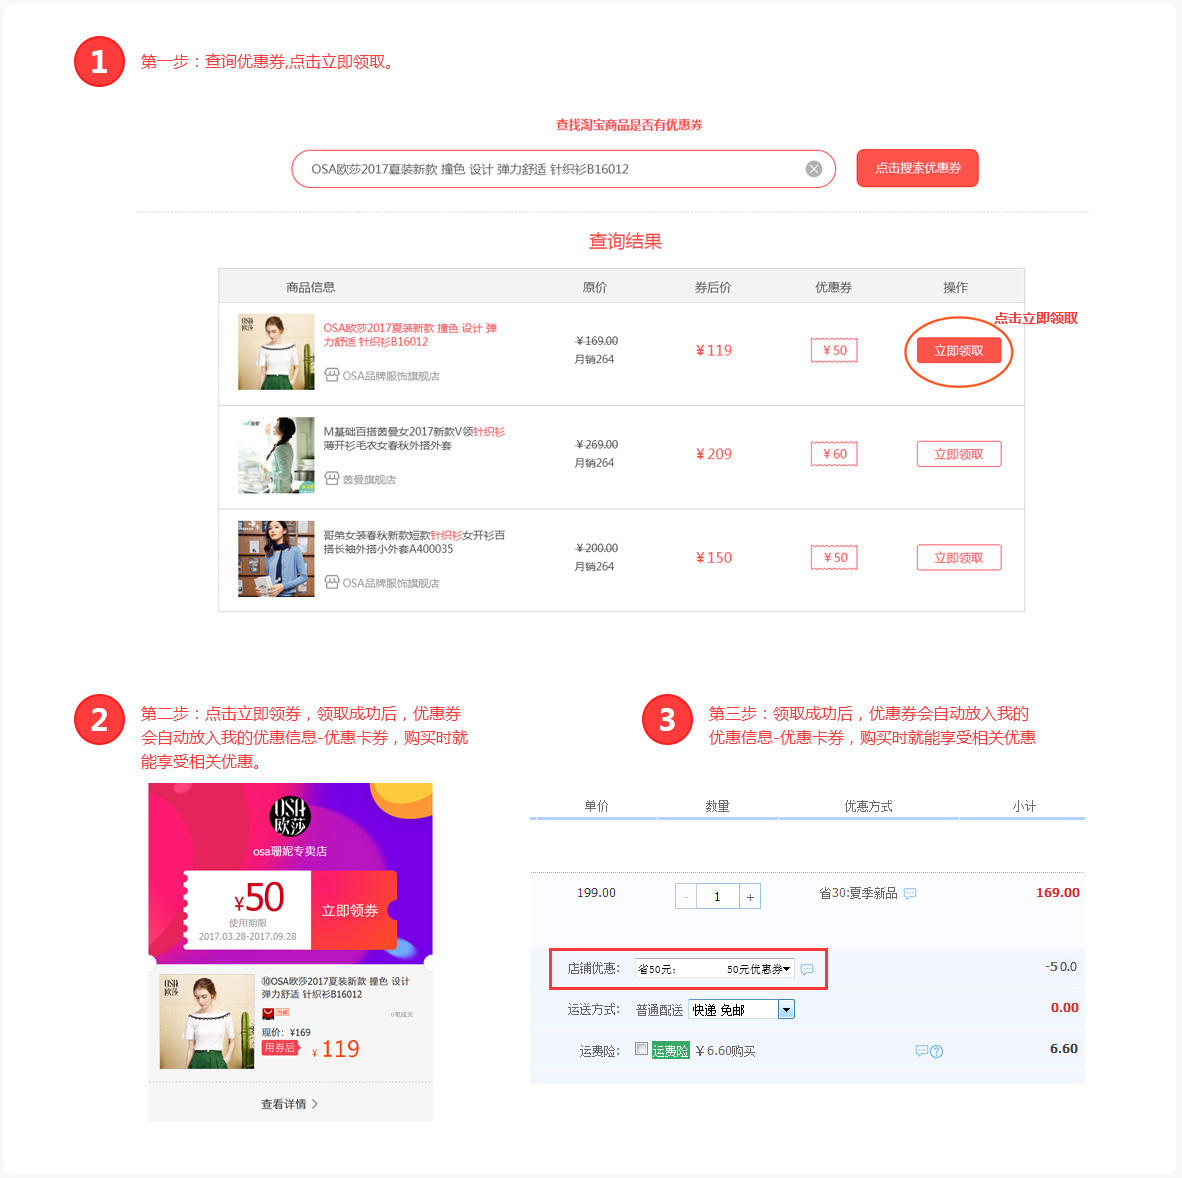 1
第一步：查询优惠券,点击立即领取。
查找淘宝商品是否有优惠券
OSA欧莎2017夏装新款 撞色 设计 弹力舒适 针织衫B16012
点击搜索优惠券
查询结果
商品信息 原价 券后价 优惠券 操作
点击立即领取
OSA欧莎2017夏装新款 撞色 设计 弹
力舒适 针织衫B16012
OSA品牌服饰旗舰店
¥169.00
月销264
¥119
¥50
立即领取
M基础百搭茵曼女2017新款V领针织衫
薄开衫毛衣女春秋外搭外套
茵曼旗舰店
¥269.00
月销264
¥209
¥60
立即领取
哥弟女装春秋新款短款针织衫女开衫百
搭长袖外搭小外套A400035
OSA品牌服饰旗舰店
¥200.00
月销264
¥150
¥50
立即领取
2
第二步：点击立即领券，领取成功后，优惠券
会自动放入我的优惠信息-优惠卡券，购买时就
能享受相关优惠。
OSA
欧莎
osa珊妮专卖店
¥50
使用期限
2017.03.28-2017.09.28
立即领券
⑩OSA欧莎2017夏装新款 撞色 设计
弹力舒适 针织衫B16012
包邮
0笔成交
现价：¥169
用券后
¥119
查看详情 >
3
第三步：领取成功后，优惠券会自动放入我的
优惠信息-优惠卡券，购买时就能享受相关优惠
单价 数量 优惠方式 小计
199.00 - 1 + 省30:夏季新品 169.00
店铺优惠： 省50元： 50元优惠券 -50.0
运送方式： 普通配送 快递 免邮 0.00
运费险： 运费险 ¥6.60购买 ? 6.60